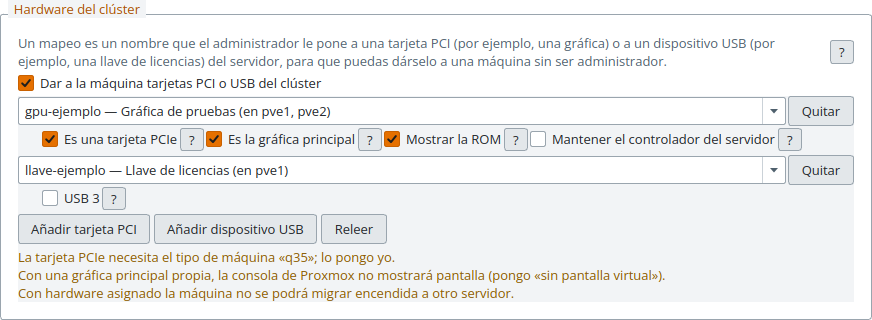 Hardware del clúster
Un mapeo es un nombre que el administrador le pone a una tarjeta PCI (por ejemplo, una gráfica) o a un dispositivo USB (por
ejemplo, una llave de licencias) del servidor, para que puedas dárselo a una máquina sin ser administrador.
?
Dar a la máquina tarjetas PCI o USB del clúster
gpu-ejemplo — Gráfica de pruebas (en pve1, pve2) Quitar
Es una tarjeta PCIe ? Es la gráfica principal ? Mostrar la ROM ? Mantener el controlador del servidor ?
llave-ejemplo — Llave de licencias (en pve1) Quitar
USB 3 ?
Añadir tarjeta PCI Añadir dispositivo USB Releer
La tarjeta PCIe necesita el tipo de máquina «q35»; lo pongo yo.
Con una gráfica principal propia, la consola de Proxmox no mostrará pantalla (pongo «sin pantalla virtual»).
Con hardware asignado la máquina no se podrá migrar encendida a otro servidor.